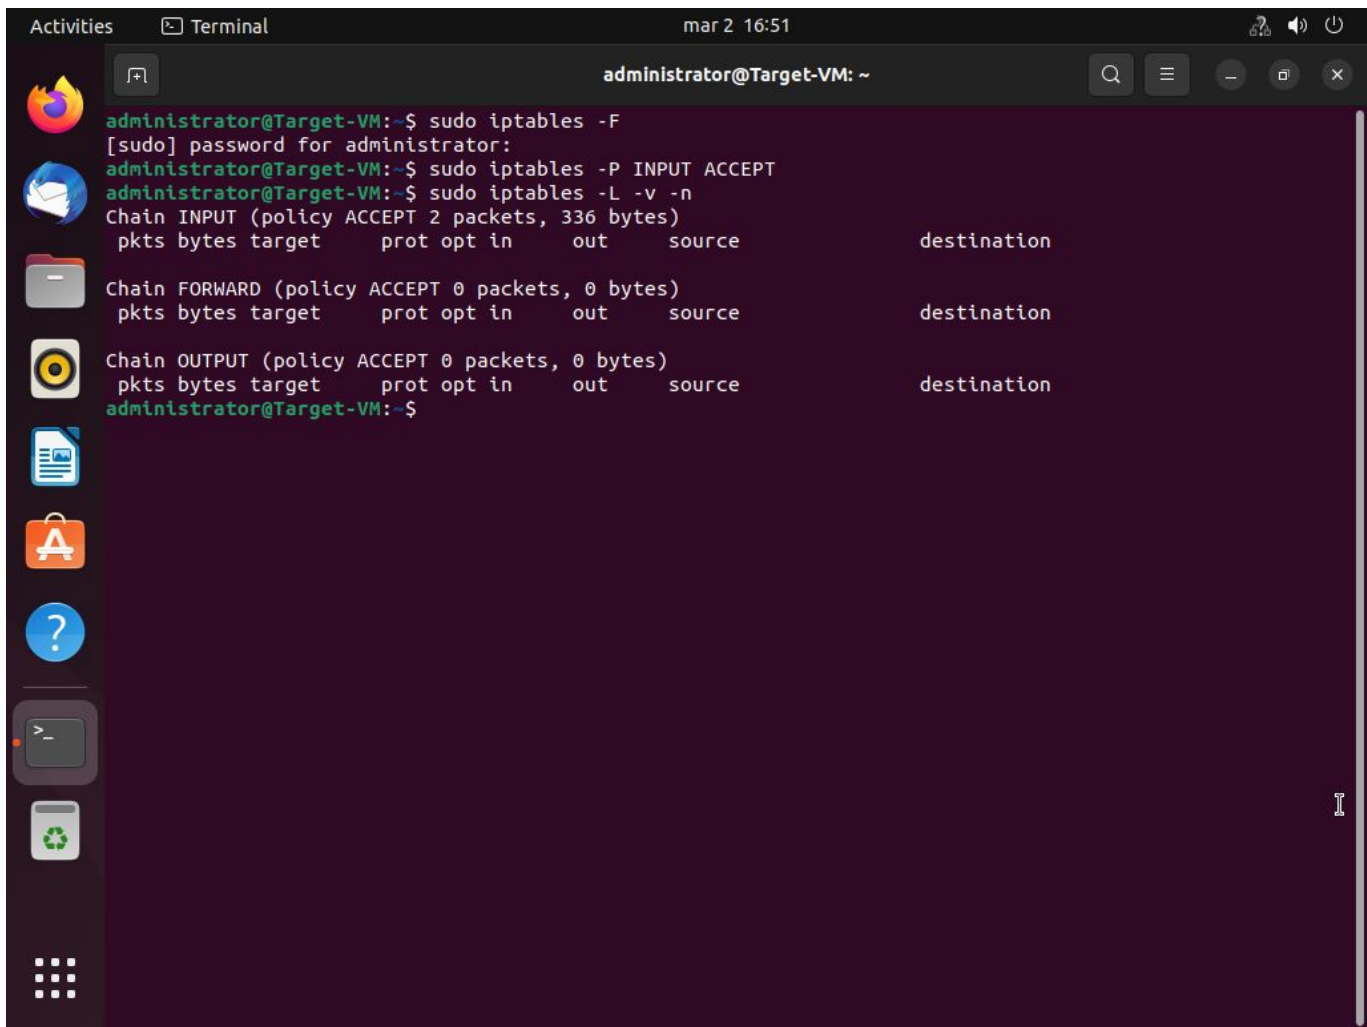 Activities Terminal mar 2 16:51
administrator@Target-VM: ~
administrator@Target-VM:~$ sudo iptables -F
[sudo] password for administrator:
administrator@Target-VM:~$ sudo iptables -P INPUT ACCEPT
administrator@Target-VM:~$ sudo iptables -L -v -n
Chain INPUT (policy ACCEPT 2 packets, 336 bytes)
 pkts bytes target     prot opt in     out     source               destination
Chain FORWARD (policy ACCEPT 0 packets, 0 bytes)
 pkts bytes target     prot opt in     out     source               destination
Chain OUTPUT (policy ACCEPT 0 packets, 0 bytes)
 pkts bytes target     prot opt in     out     source               destination
administrator@Target-VM:~$